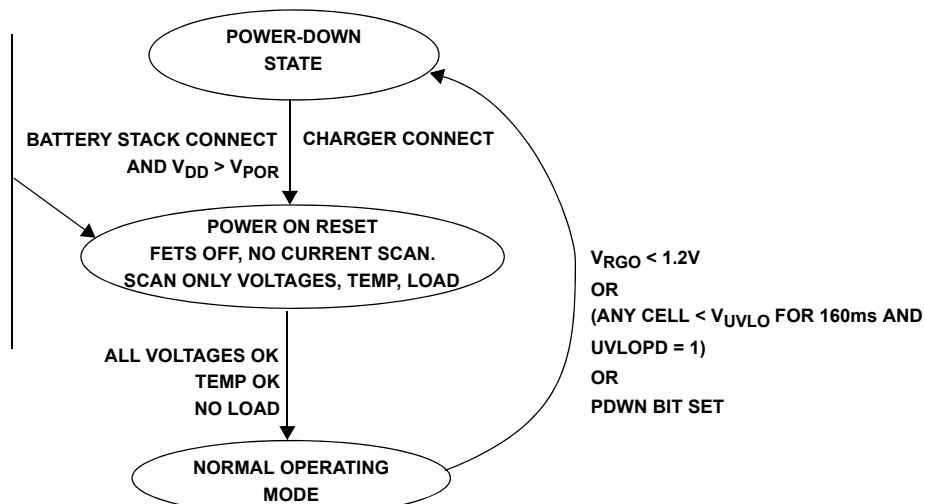 POWER-DOWN
STATE
BATTERY STACK CONNECT
AND VDD > VPOR
CHARGER CONNECT
POWER ON RESET
FETS OFF, NO CURRENT SCAN.
SCAN ONLY VOLTAGES, TEMP, LOAD
VRGO < 1.2V
OR
(ANY CELL < VUVLO FOR 160ms AND
UVLOPD = 1)
OR
PDWN BIT SET
ALL VOLTAGES OK
TEMP OK
NO LOAD
NORMAL OPERATING
MODE